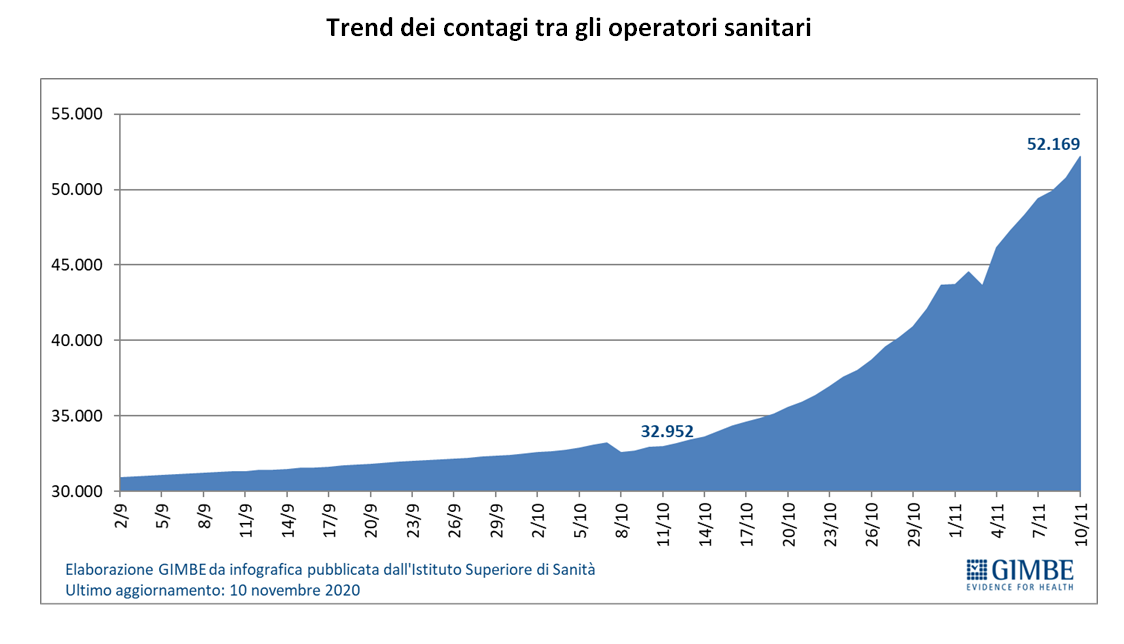 Trend dei contagi tra gli operatori sanitari
55.000
52.169
50.000
45.000
40.000
35.000
32.952
30.000
2/9 5/9 8/9 11/9 14/9 17/9 20/9 23/9 26/9 29/9 2/10 5/10 8/10 11/10 14/10 17/10 20/10 23/10 26/10 29/10 1/11 4/11 7/11 10/11
Elaborazione GIMBE da infografica pubblicata dall'Istituto Superiore di Sanità
Ultimo aggiornamento: 10 novembre 2020
GIMBE
EVIDENCE FOR HEALTH